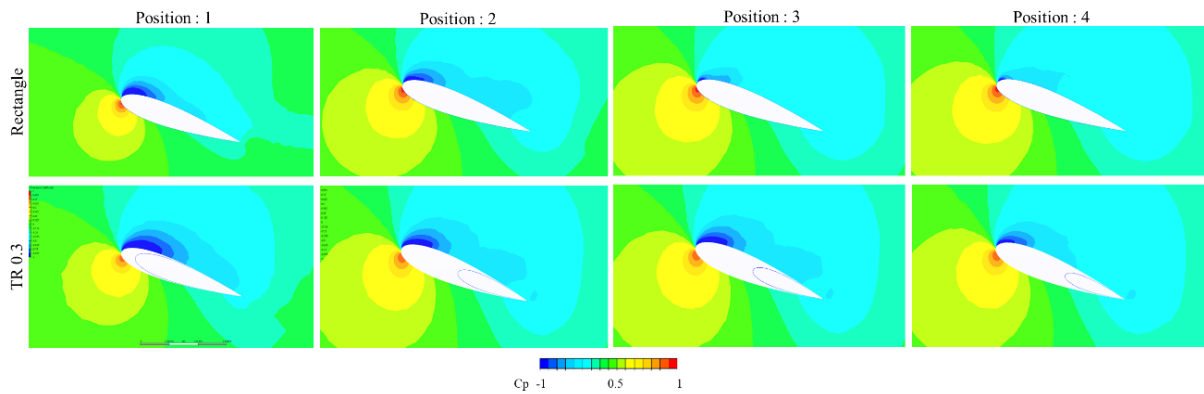 Position : 1
Position : 2
Position : 3
Position : 4
Rectangle
TR 0.3
Cp -1 0.5 1